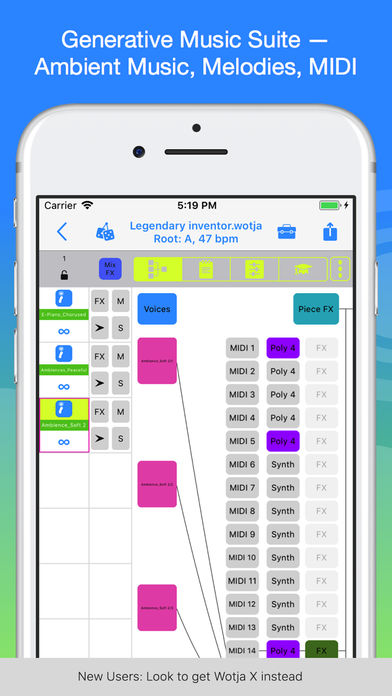 Generative Music Suite —
Ambient Music, Melodies, MIDI
Carrier 5:19 PM
Legendary inventor.wotja
Root: A, 47 bpm
1
Mix
FX
FX M
E-Piano_Chorused
S
FX M
Ambiences_Peaceful
S
FX M
Ambience_Soft 2
S
Voices
Piece FX
Ambience_Soft 2/2
MIDI 1 Poly 4 FX
MIDI 2 Poly 4 FX
MIDI 3 Poly 4 FX
MIDI 4 Poly 4 FX
MIDI 5 Poly 4 FX
MIDI 6 Synth FX
Ambience_Soft 2/3
MIDI 7 Synth FX
MIDI 8 Synth FX
MIDI 9 Synth FX
MIDI 10 Synth FX
MIDI 11 Synth FX
MIDI 12 Synth FX
MIDI 13 Synth FX
MIDI 14 Poly 4 FX
New Users: Look to get Wotja X instead